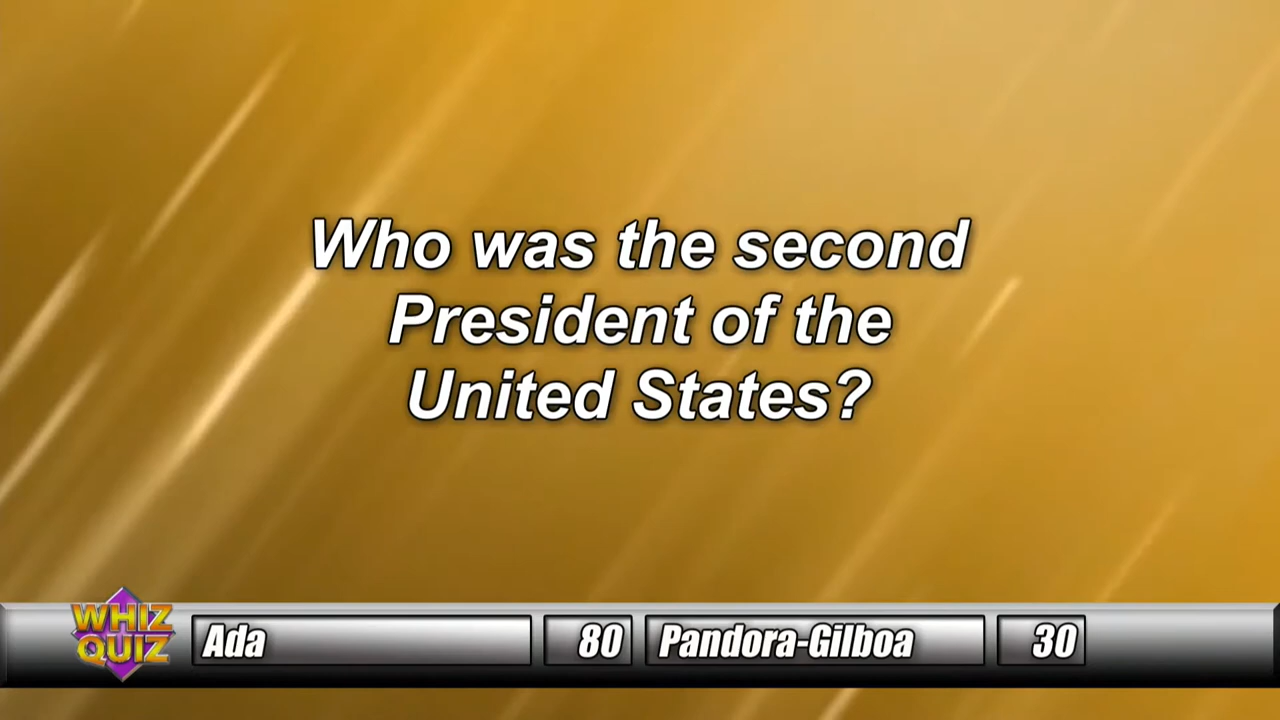 Who was the second
President of the
United States?
WHIZ
QUIZ
Ada 80 Pandora-Gilboa 30